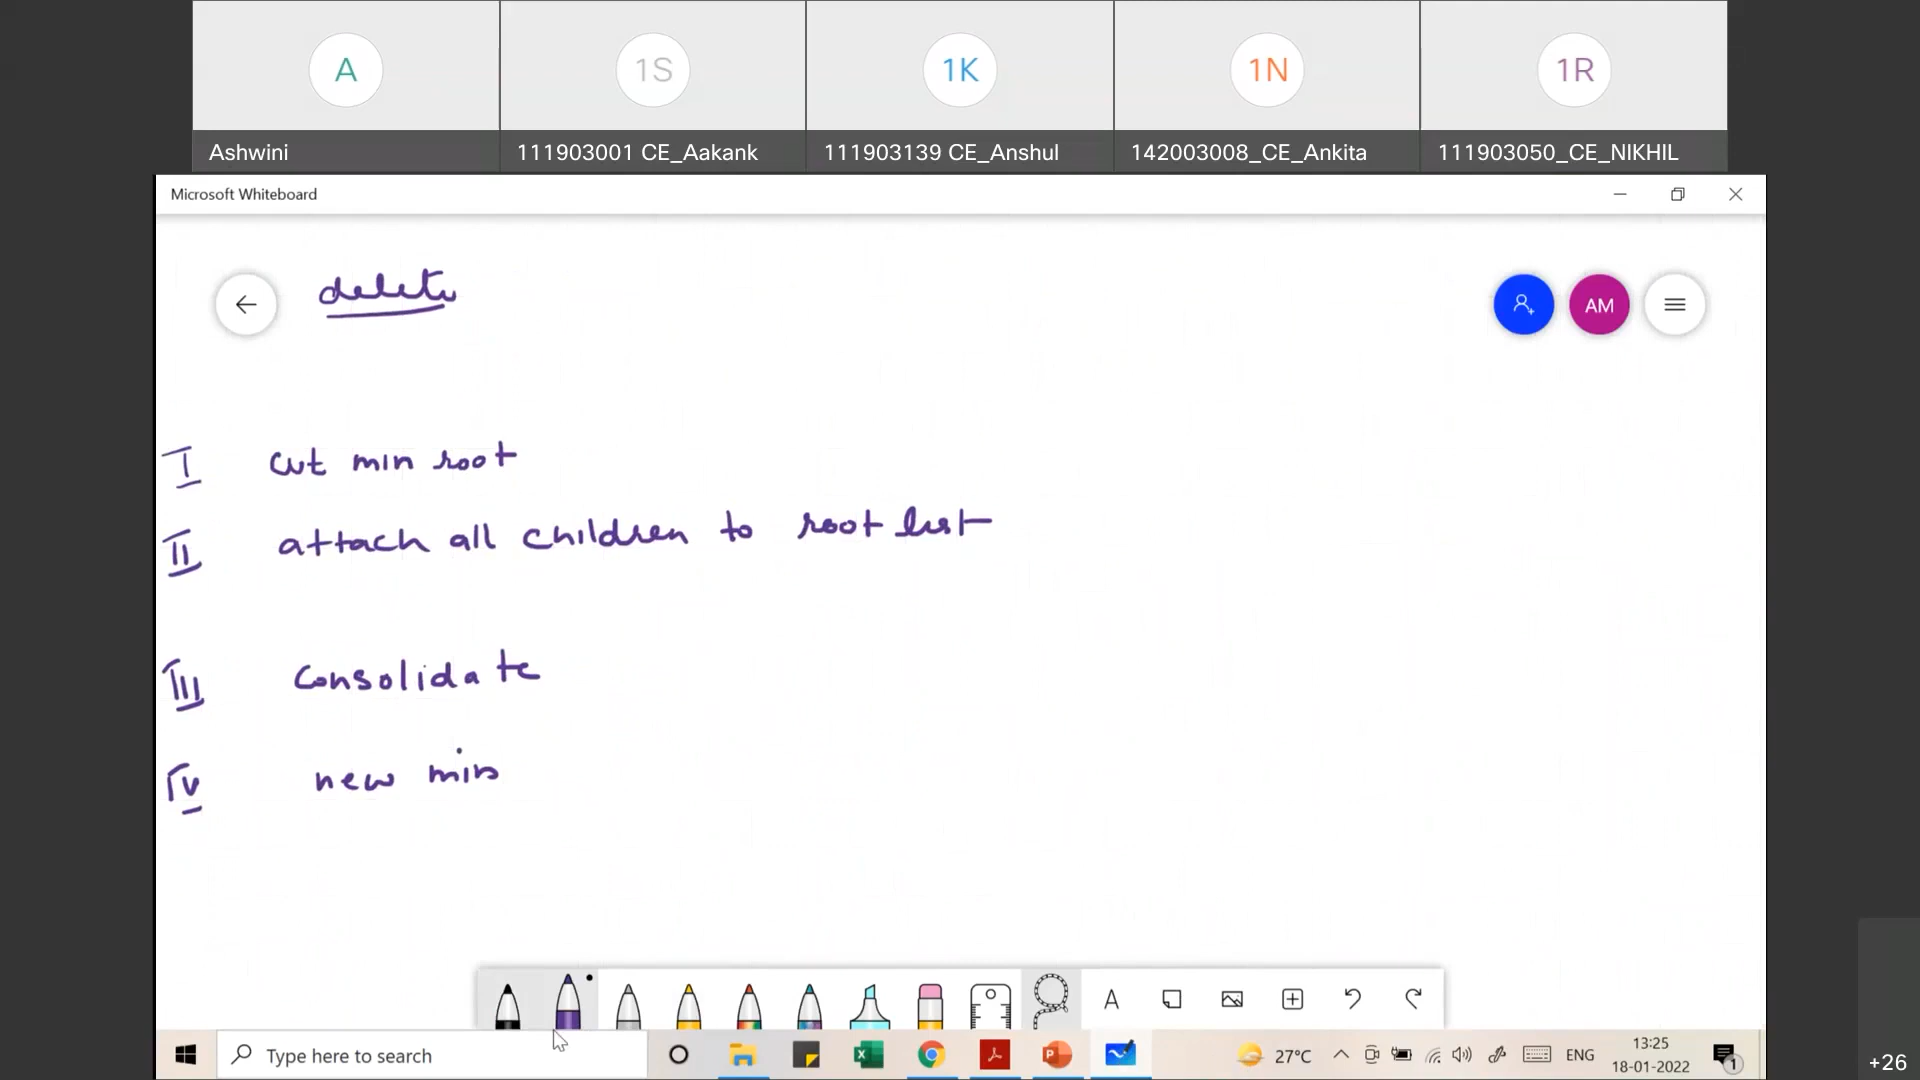 A
1S
1K
1N
1R
Ashwini
111903001 CE_Aakank
111903139 CE_Anshul
142003008_CE_Ankita
111903050_CE_NIKHIL
Microsoft Whiteboard
delete
AM
I cut min root
II attach all children to root list
III consolidate
IV new min
A
Type here to search
27°C
ENG
13:25
18-01-2022
1
+26